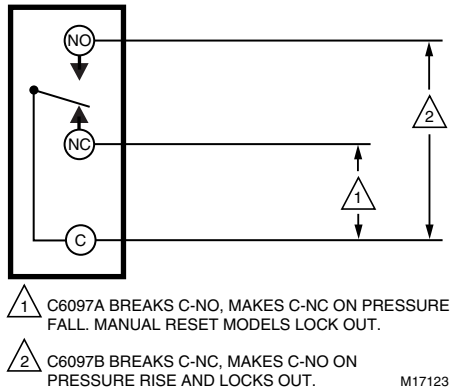 NO
NC
C
2
1
1 C6097A BREAKS C-NO, MAKES C-NC ON PRESSURE
FALL. MANUAL RESET MODELS LOCK OUT.
2 C6097B BREAKS C-NC, MAKES C-NO ON
PRESSURE RISE AND LOCKS OUT. M17123